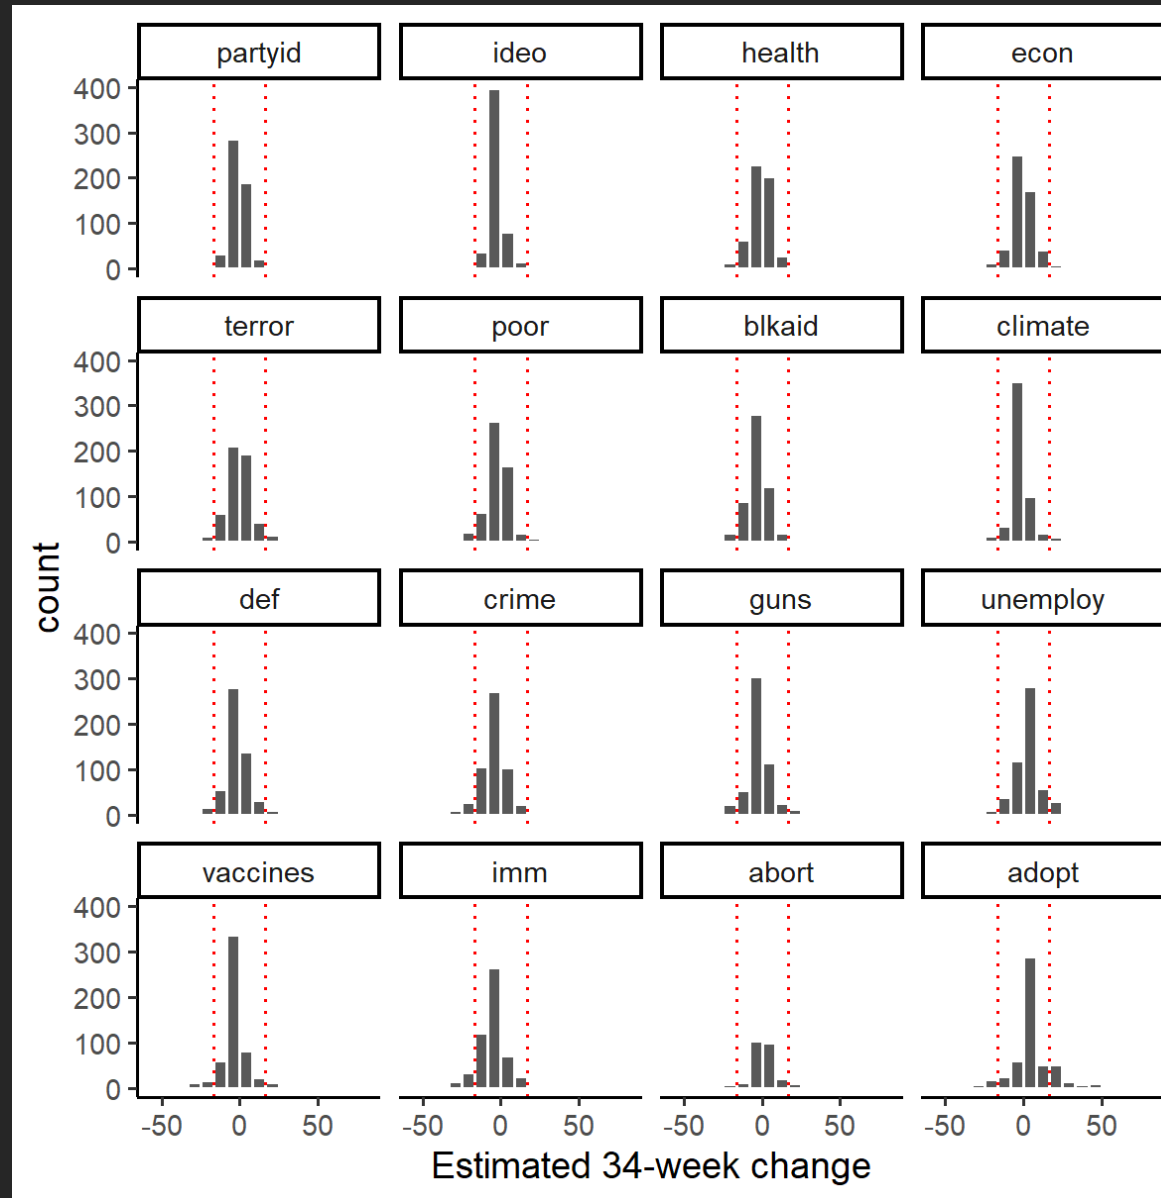 partyid ideo health econ
400
300
200
100
0
terror poor blkaid climate
400
300
200
100
0
count
def crime guns unemploy
400
300
200
100
0
vaccines imm abort adopt
400
300
200
100
0
-50 0 50 -50 0 50 -50 0 50 -50 0 50
Estimated 34-week change